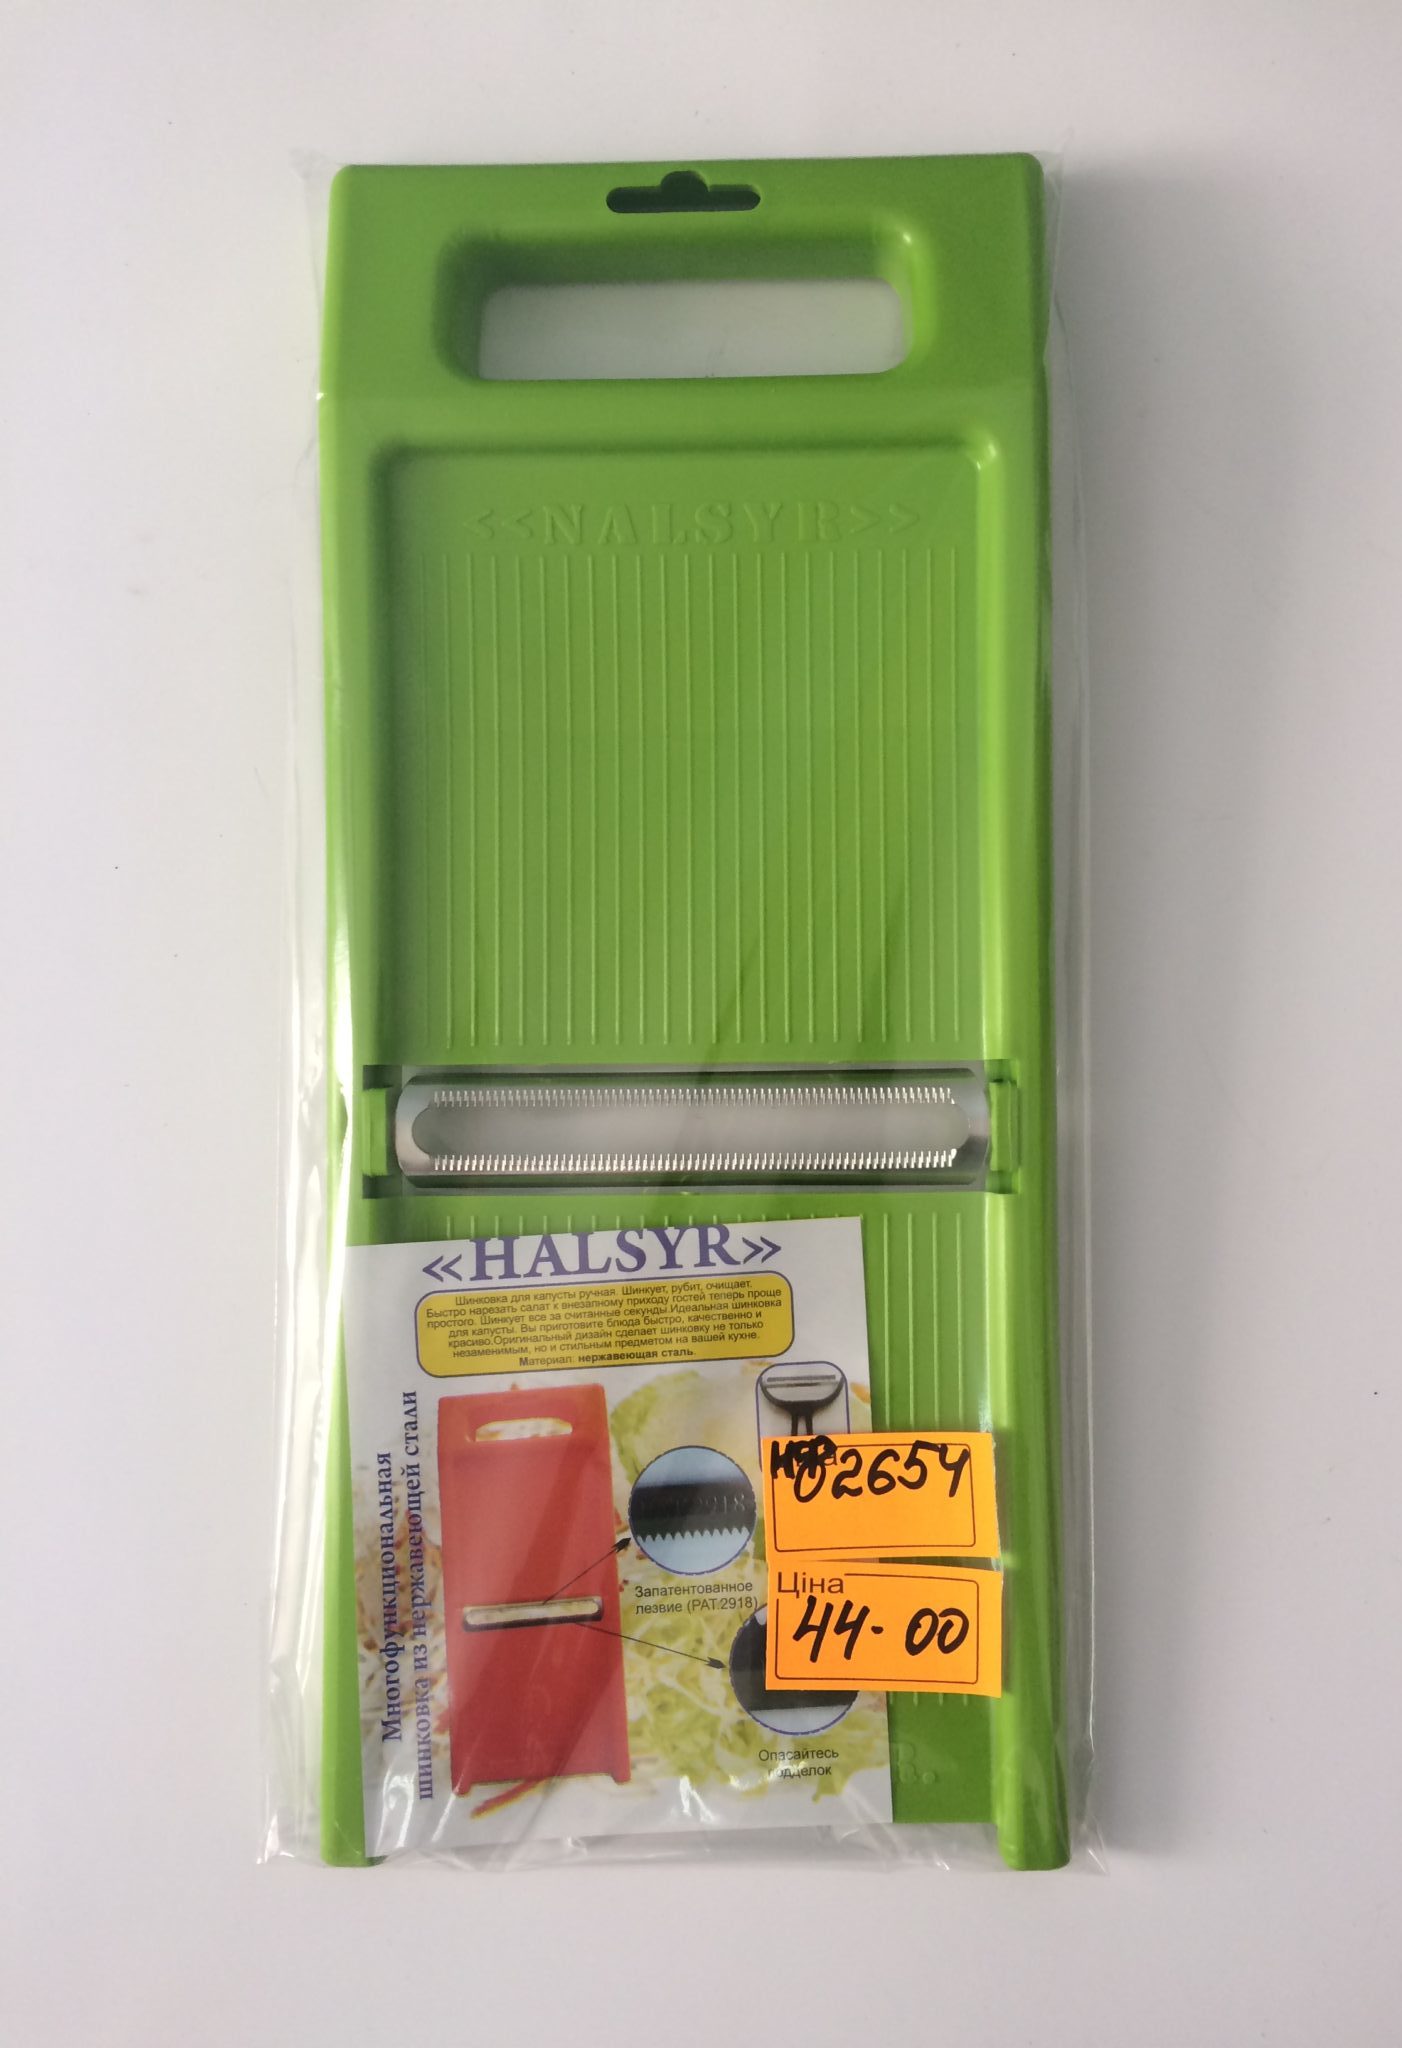 <<NALSYR>>
«HALSYR»
Шинковка для капусты ручная. Шинкует, рубит, очищает.
Быстро нарезать салат к внезапному приходу гостей теперь проще
простого. Шинкует все за считанные секунды.Идеальная шинковка
для капусты. Вы приготовите блюда быстро, качественно и
красиво.Оригинальный дизайн сделает шинковку не только
незаменимым, но и стильным предметом на вашей кухне.
Материал: нержавеющая сталь.
Многофункциональная
шинковка из нержавеющей стали
2918
Запатентованное
лезвие (PAT.2918)
02654
Ціна
44-00
Опасайтесь
подделок
R.